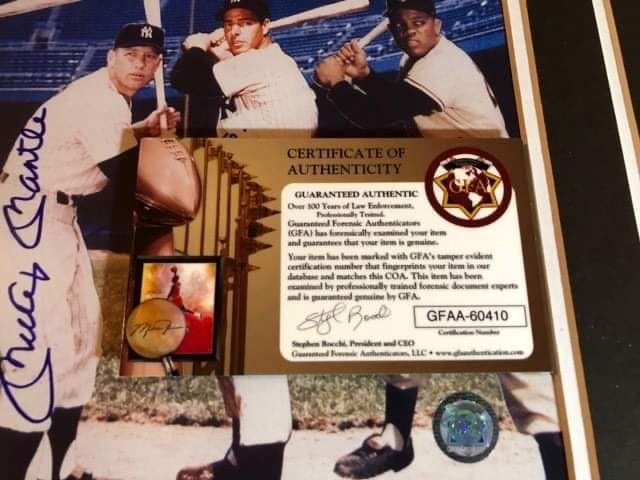 NY
NY
Mickey Mantle
CERTIFICATE OF
AUTHENTICITY
GFA
GUARANTEED AUTHENTIC
Over 100 Years of Law Enforcement,
Professionally Trained.
Guaranteed Forensic Authenticators
(GFA) has forensically examined your item
and guarantees that your item is genuine.
Your item has been marked with GFA's tamper evident
certification number that fingerprints your item in our
database and matches this COA. This item has been
examined by professionally trained forensic document experts
and is guaranteed genuine by GFA.
GFAA-60410
Certification Number
Stephen Rocchi, President and CEO
Guaranteed Forensic Authenticators, LLC • www.gfaauthentication.com